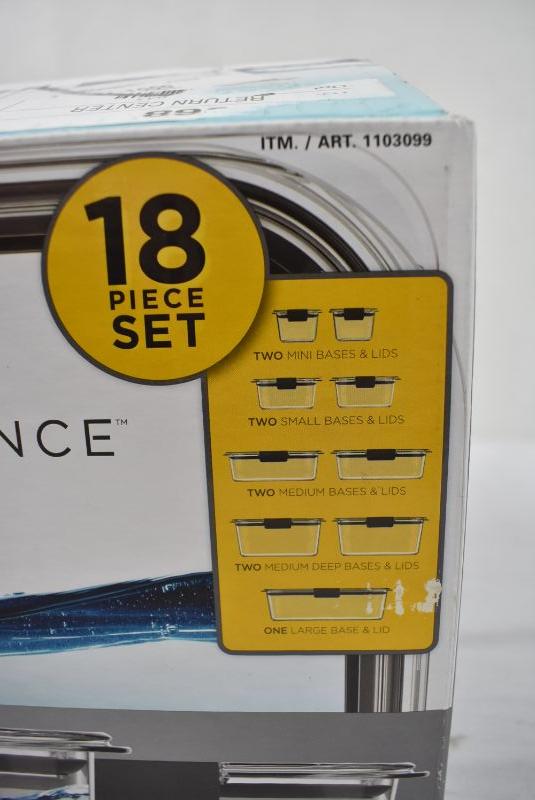 68
RETURN CENTER
ITM. / ART. 1103099
18
PIECE
SET
NCE™
TWO MINI BASES & LIDS
TWO SMALL BASES & LIDS
TWO MEDIUM BASES & LIDS
TWO MEDIUM DEEP BASES & LIDS
ONE LARGE BASE & LID